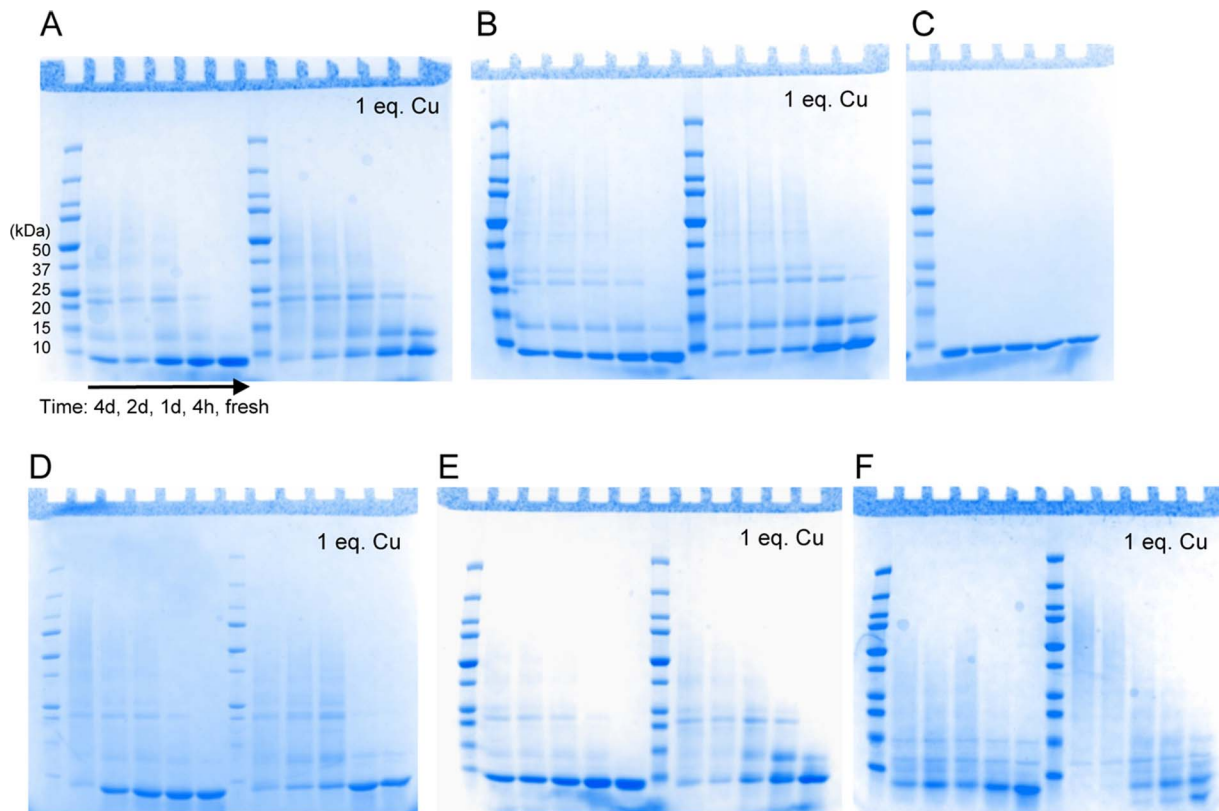 A
B
C
1 eq. Cu
1 eq. Cu
(kDa)
50
37
25
20
15
10
Time: 4d, 2d, 1d, 4h, fresh
D
E
F
1 eq. Cu
1 eq. Cu
1 eq. Cu